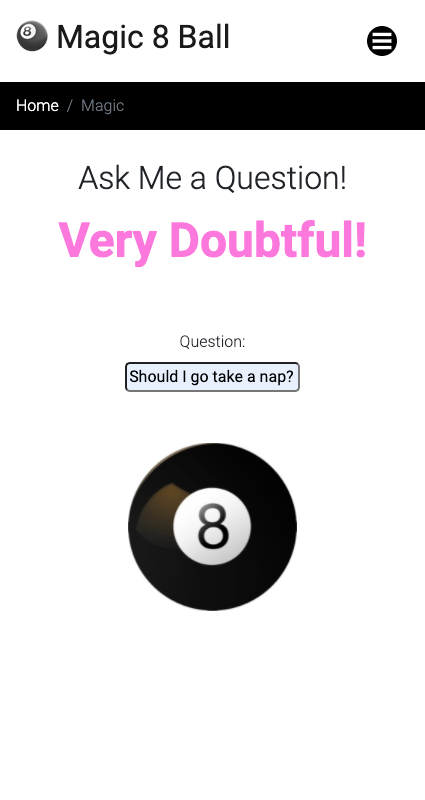 Magic 8 Ball
Home / Magic
Ask Me a Question!
Very Doubtful!
Question:
Should I go take a nap?
8